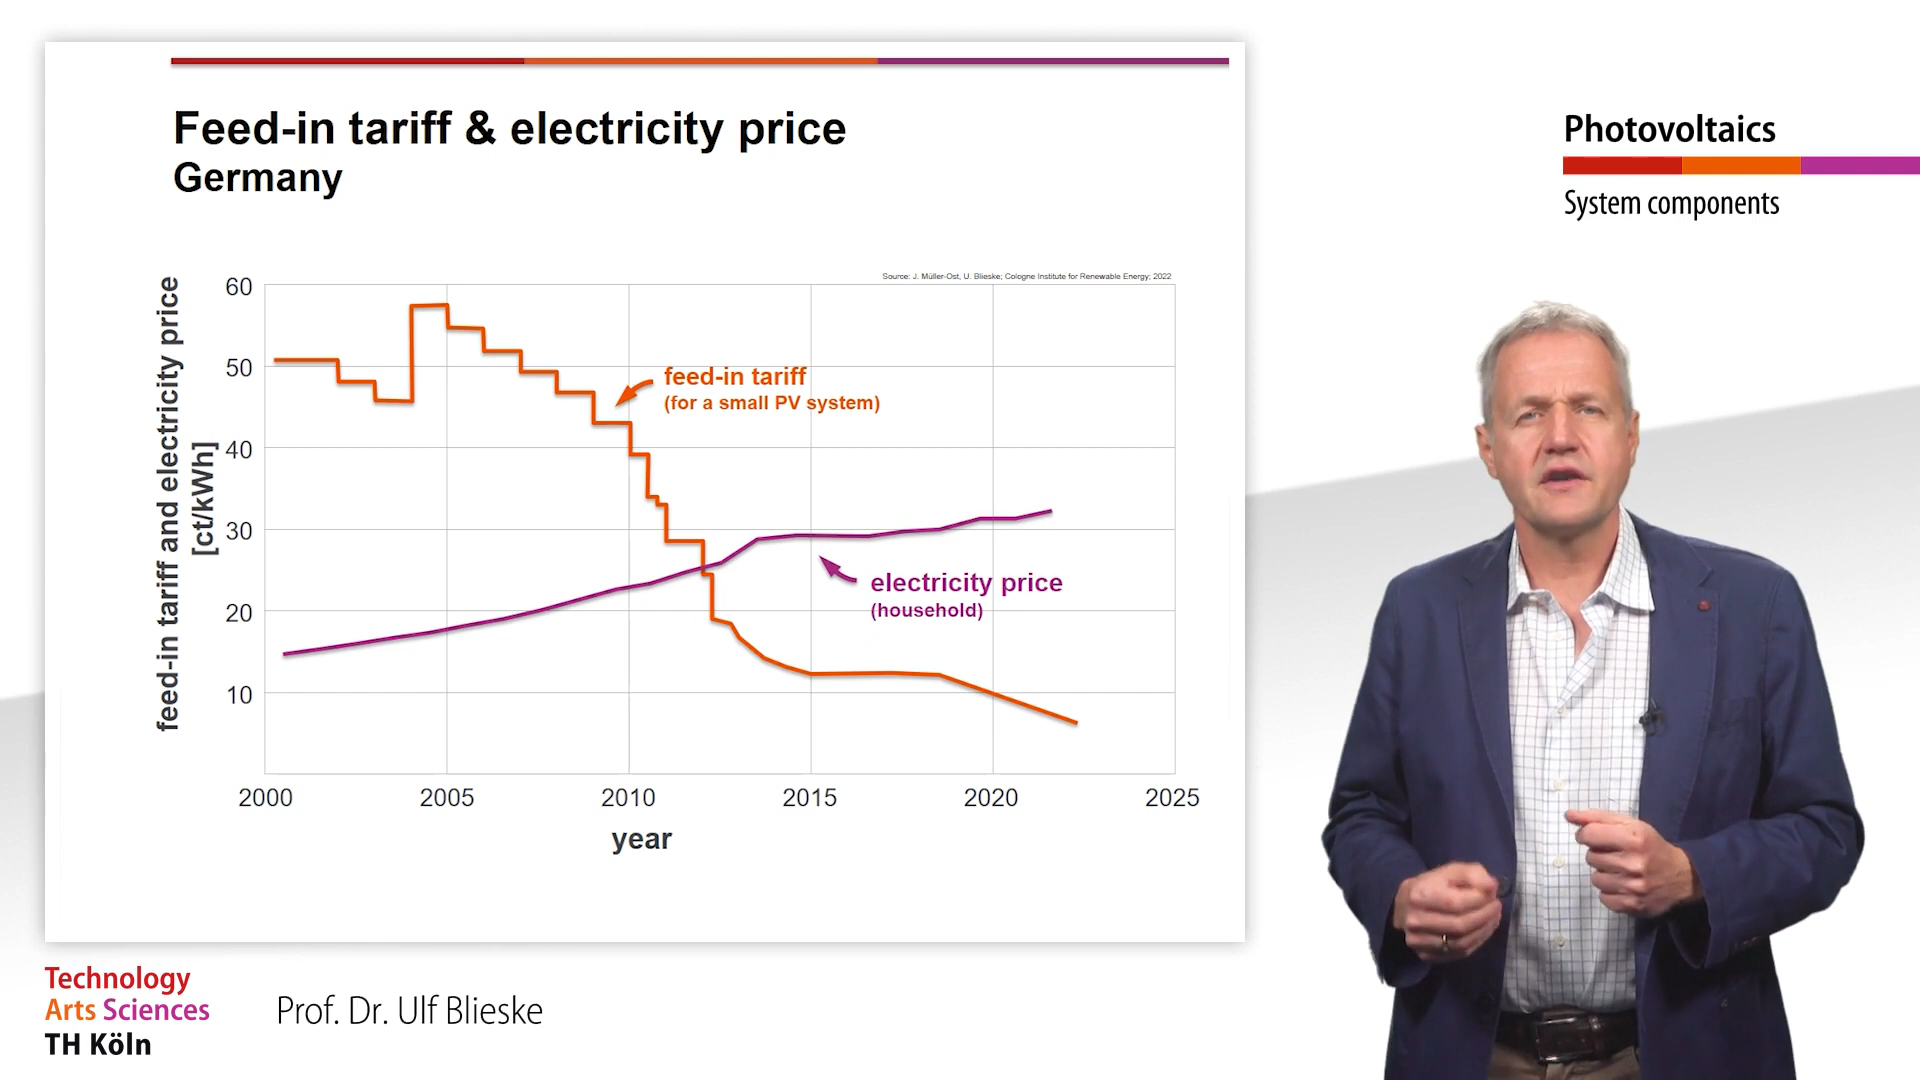 Feed-in tariff & electricity price
Germany
Photovoltaics
System components
Source: J. Müller-Ost, U. Blieske; Cologne Institute for Renewable Energy; 2022
feed-in tariff and electricity price
[ct/kWh]
60
50
40
30
20
10
feed-in tariff
(for a small PV system)
electricity price
(household)
2000
2005
2010
2015
2020
2025
year
Technology
Arts Sciences
TH Köln
Prof. Dr. Ulf Blieske